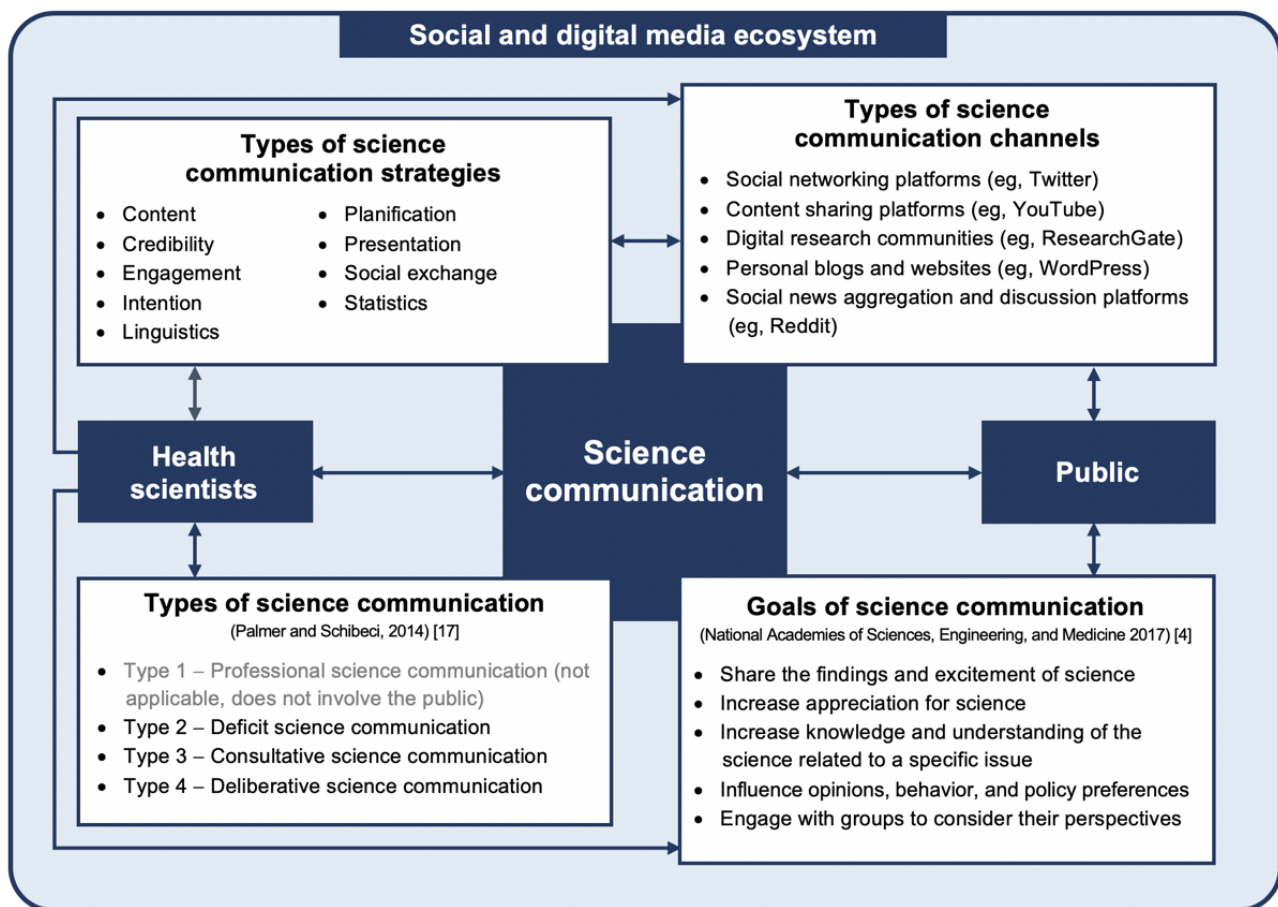 Social and digital media ecosystem
Types of science
communication strategies
• Content
• Credibility
• Engagement
• Intention
• Linguistics
• Planification
• Presentation
• Social exchange
• Statistics
Types of science
communication channels
• Social networking platforms (eg, Twitter)
• Content sharing platforms (eg, YouTube)
• Digital research communities (eg, ResearchGate)
• Personal blogs and websites (eg, WordPress)
• Social news aggregation and discussion platforms
(eg, Reddit)
Health
scientists
Science
communication
Public
Types of science communication
(Palmer and Schibeci, 2014) [17]
• Type 1 – Professional science communication (not
applicable, does not involve the public)
• Type 2 – Deficit science communication
• Type 3 – Consultative science communication
• Type 4 – Deliberative science communication
Goals of science communication
(National Academies of Sciences, Engineering, and Medicine 2017) [4]
• Share the findings and excitement of science
• Increase appreciation for science
• Increase knowledge and understanding of the
science related to a specific issue
• Influence opinions, behavior, and policy preferences
• Engage with groups to consider their perspectives